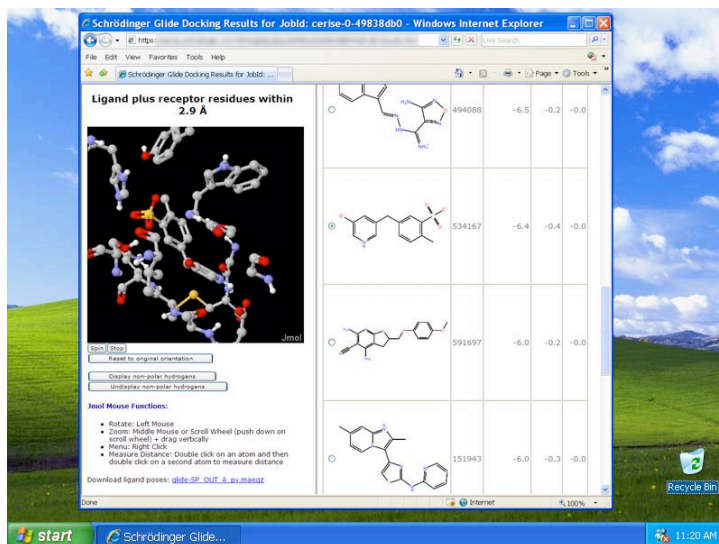 Schrödinger Glide Docking Results for JobId: cerise-0-49838db0 - Windows Internet Explorer
https:
Live Search
File Edit View Favorites Tools Help
Schrödinger Glide Docking Results for JobId: ...
Page Tools
Ligand plus receptor residues within
2.9 Å
Jmol
Spin Stop
Reset to original orientation
Display non-polar hydrogens
Undisplay non-polar hydrogens
Jmol Mouse Functions:
Rotate: Left Mouse
Zoom: Middle Mouse or Scroll Wheel (push down on
scroll wheel) + drag vertically
Menu: Right Click
Measure Distance: Double click on an atom and then
double click on a second atom to measure distance
Download ligand poses: glide-SP_OUT_A_pv.maegz
494088 -6.5 -0.2 -0.0
534167 -6.4 -0.4 -0.0
591697 -6.0 -0.2 -0.0
151943 -6.0 -0.3 -0.0
Done
Internet
100%
Recycle Bin
start
Schrödinger Glide...
11:20 AM